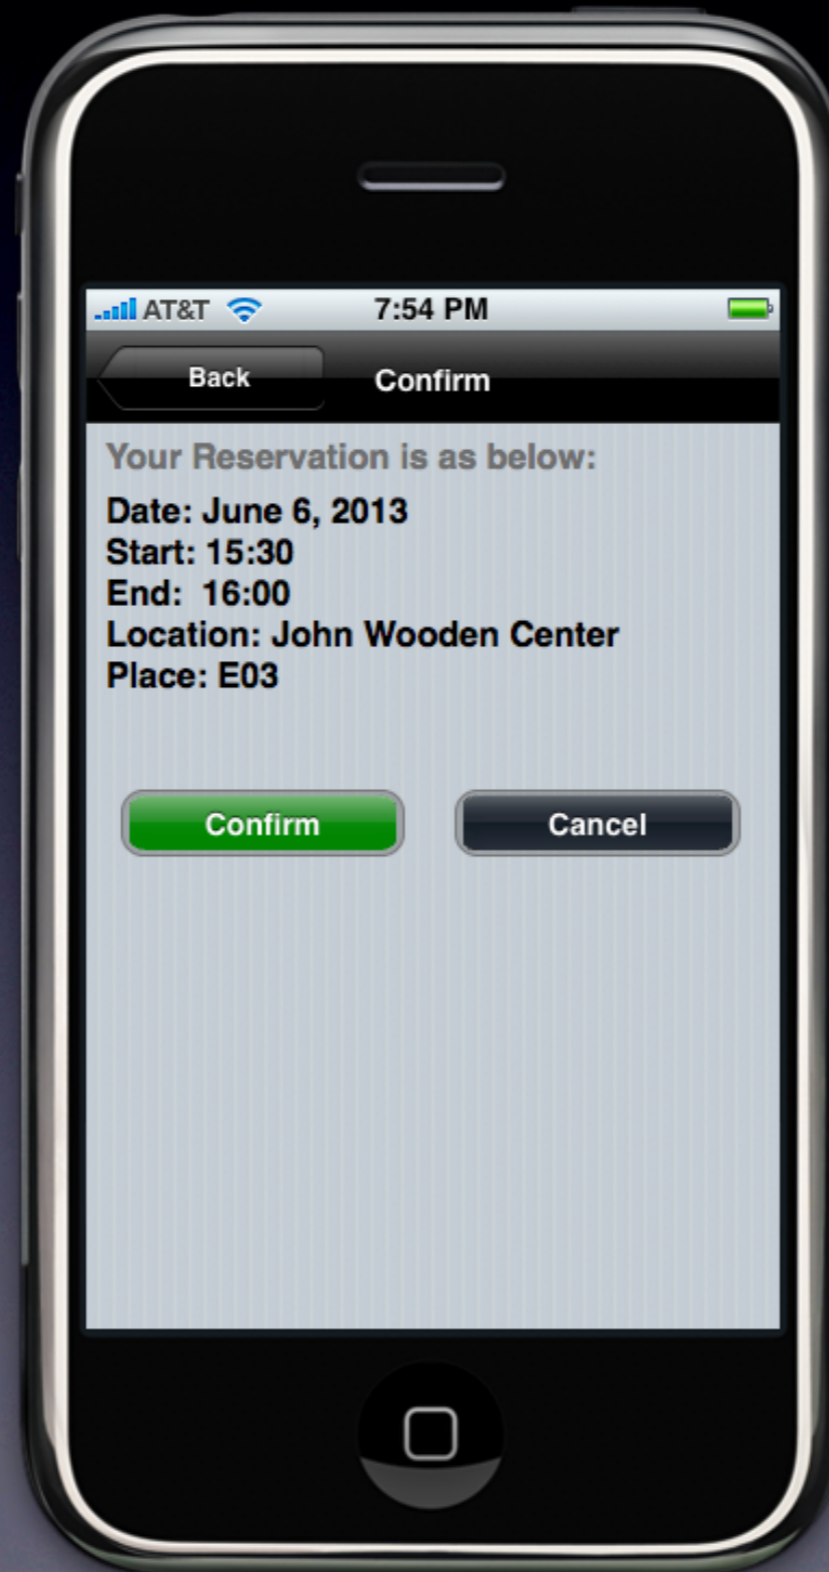 AT&T 7:54 PM
Back Confirm
Your Reservation is as below:
Date: June 6, 2013
Start: 15:30
End:  16:00
Location: John Wooden Center
Place: E03
Confirm Cancel